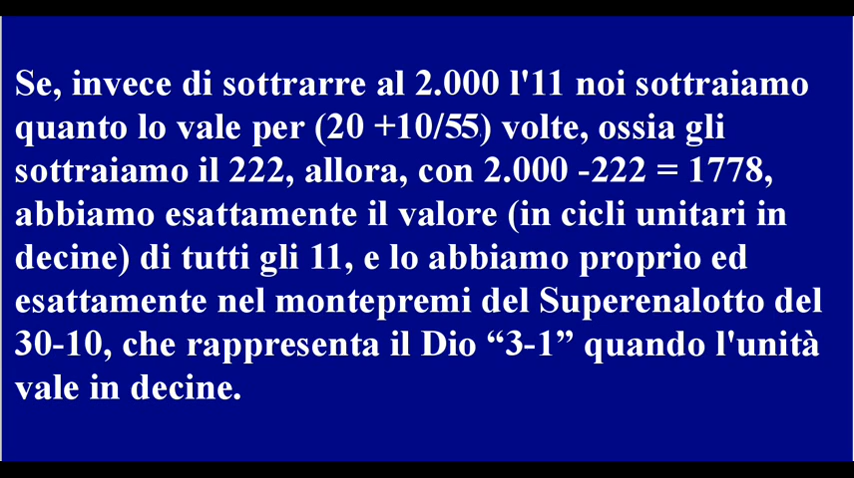 Se, invece di sottrarre al 2.000 l'11 noi sottraiamo
quanto lo vale per (20 +10/55) volte, ossia gli
sottraiamo il 222, allora, con 2.000 -222 = 1778,
abbiamo esattamente il valore (in cicli unitari in
decine) di tutti gli 11, e lo abbiamo proprio ed
esattamente nel montepremi del Superenalotto del
30-10, che rappresenta il Dio “3-1” quando l'unità
vale in decine.